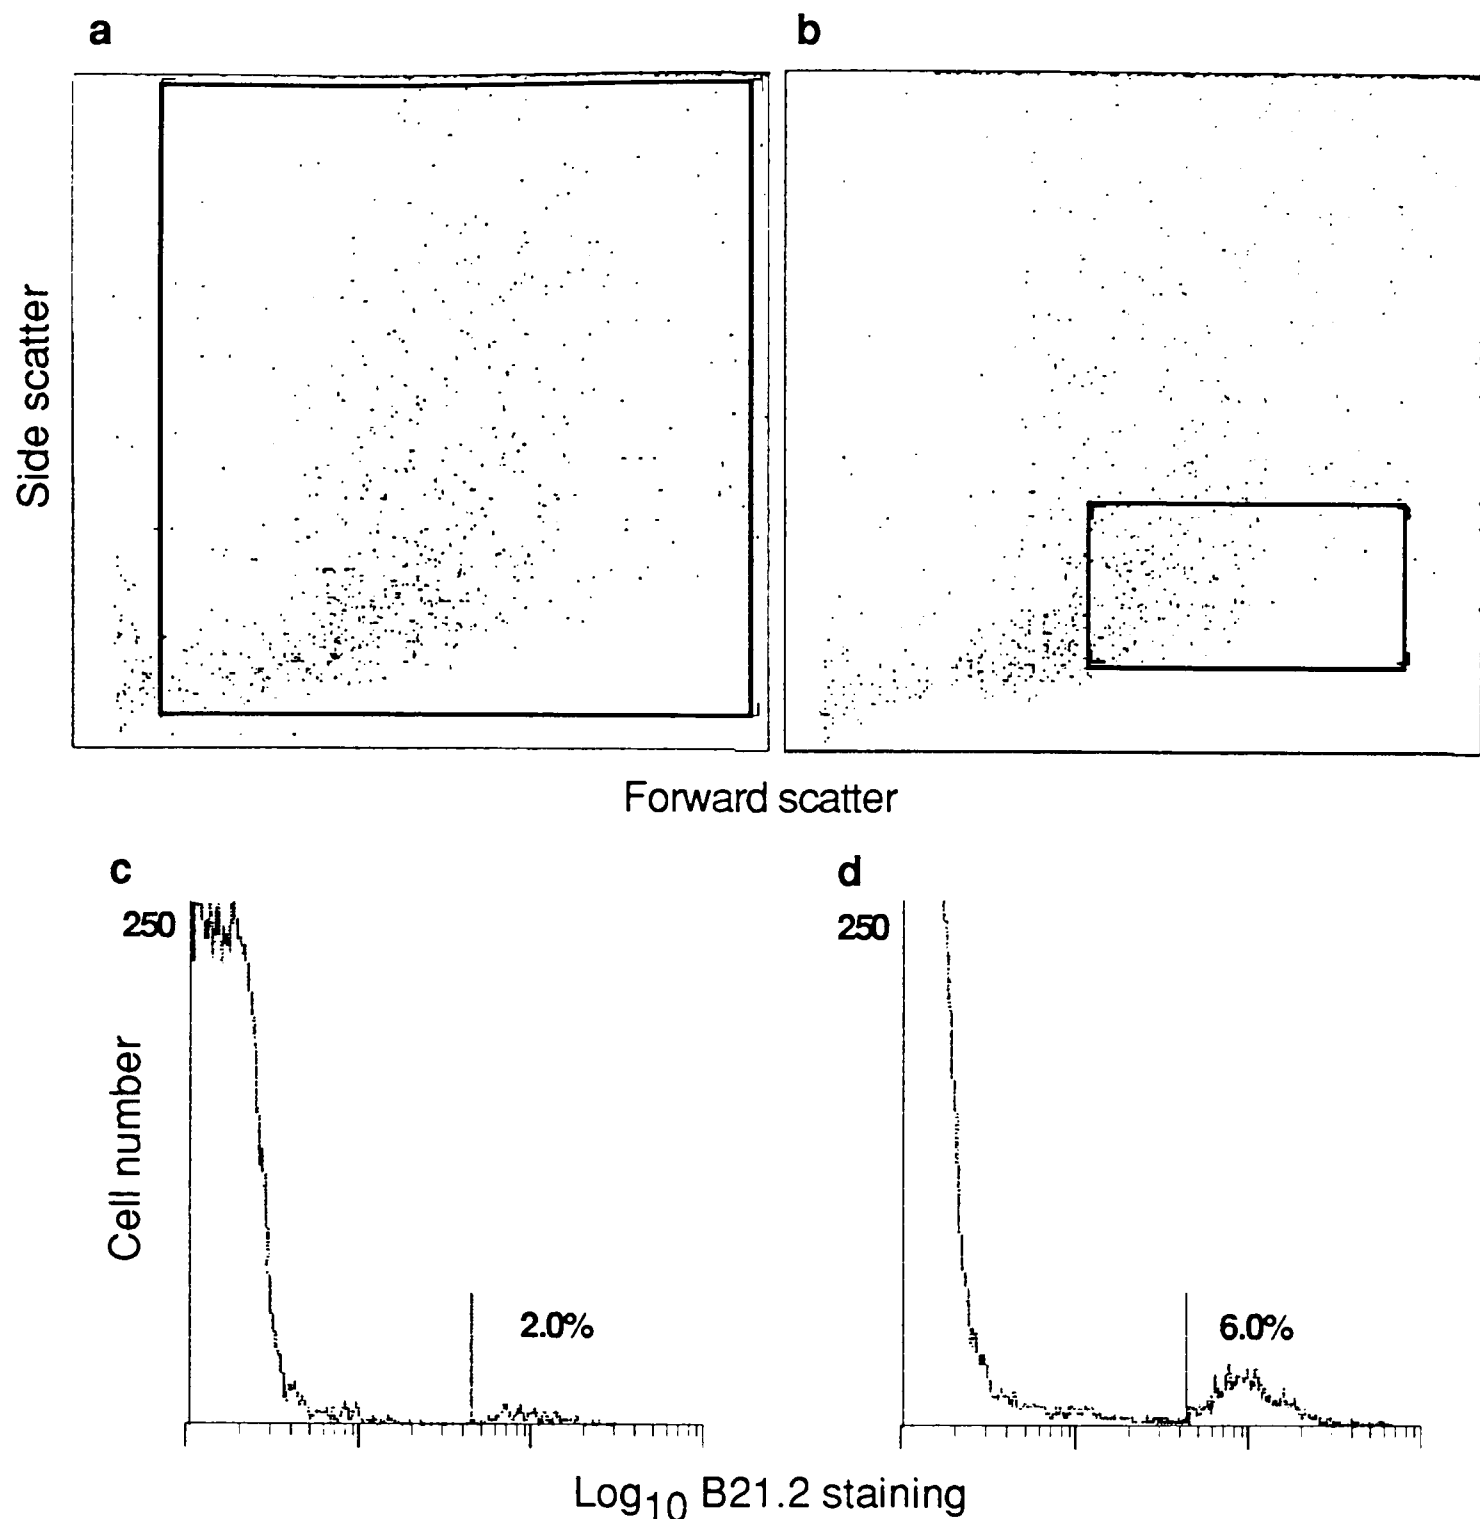 a
b
Side scatter
Forward scatter
c
d
250
250
Cell number
2.0%
6.0%
Log10 B21.2 staining